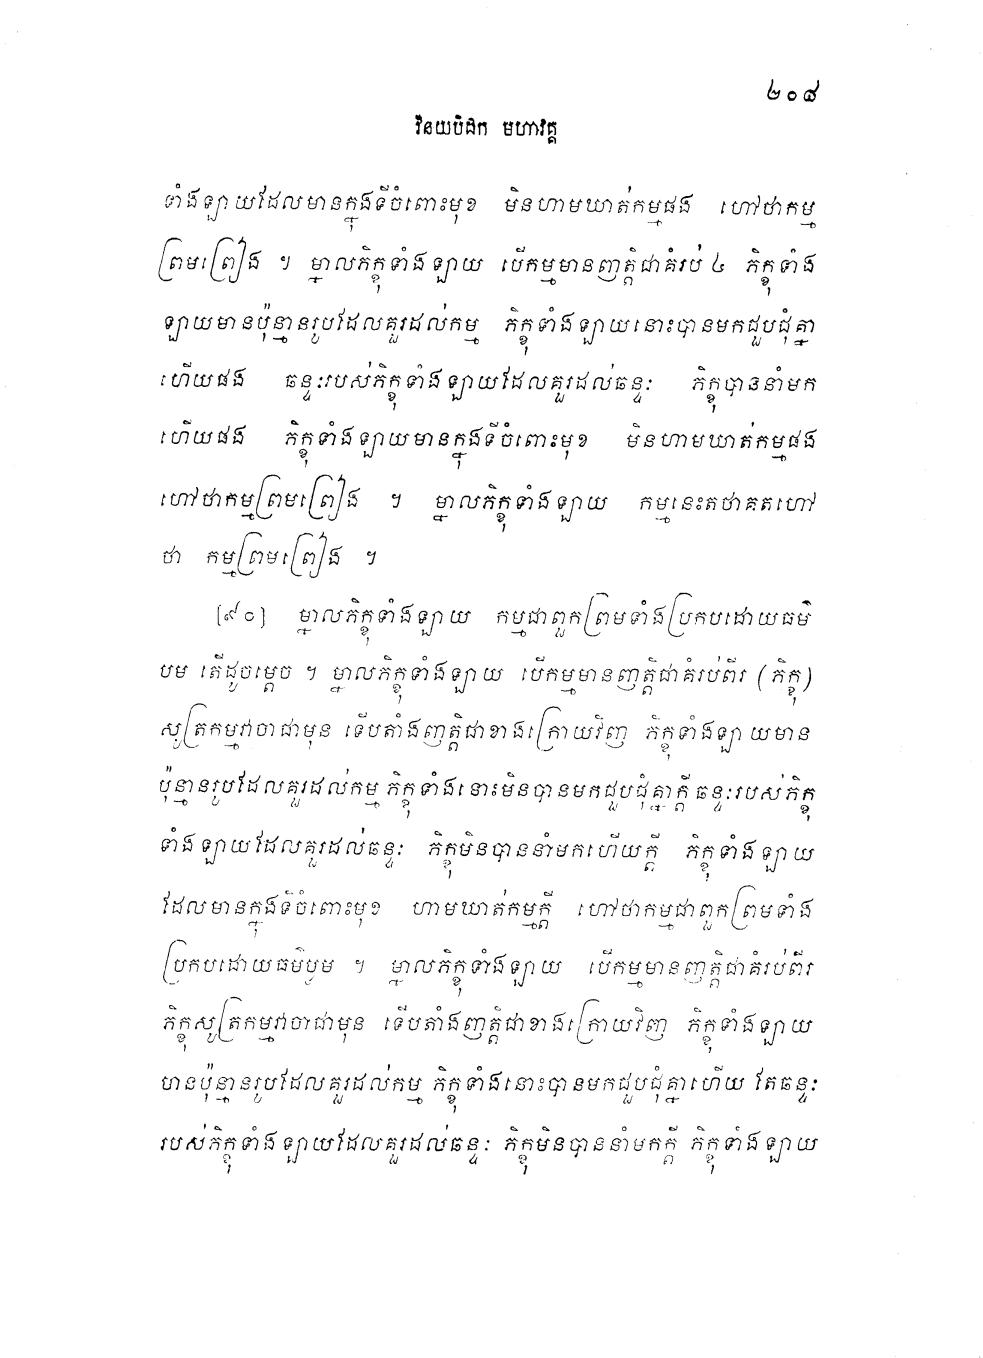 ២០៤
វិនយបិដក មហាវគ្គ
ទាំងឡាយដែលមានក្នុងទីចំពោះមុខ មិនហាមឃាត់កម្មផង ហៅថាកម្ម
ព្រមព្រៀង ។ ម្នាលភិក្ខុទាំងឡាយ បើកម្មមានញត្តិជាគំរប់ ៤ ភិក្ខុទាំង
ឡាយមានប៉ុន្មានរូបដែលគួរដល់កម្ម ភិក្ខុទាំងឡាយនោះបានមកជួបជុំគ្នា
ហើយផង ឆន្ទៈរបស់ភិក្ខុទាំងឡាយដែលគួរដល់ឆន្ទៈ ភិក្ខុបាននាំមក
ហើយផង ភិក្ខុទាំងឡាយមានក្នុងទីចំពោះមុខ មិនហាមឃាត់កម្មផង
ហៅថាកម្មព្រមព្រៀង ។ ម្នាលភិក្ខុទាំងឡាយ កម្មនេះតថាគតហៅ
ថា កម្មព្រមព្រៀង ។
[៩០] ម្នាលភិក្ខុទាំងឡាយ កម្មជាពួកព្រមទាំងប្រកបដោយធម៌
បម តើដូចម្តេច ។ ម្នាលភិក្ខុទាំងឡាយ បើកម្មមានញត្តិជាគំរប់ពីរ (ភិក្ខុ)
សូត្រកម្មវាចាជាមុន ទើបតាំងញត្តិជាខាងក្រោយវិញ ភិក្ខុទាំងឡាយមាន
ប៉ុន្មានរូបដែលគួរដល់កម្ម ភិក្ខុទាំងនោះមិនបានមកជួបជុំគ្នាក្តី ឆន្ទៈរបស់ភិក្ខុ
ទាំងឡាយដែលគួរដល់ឆន្ទៈ ភិក្ខុមិនបាននាំមកហើយក្តី ភិក្ខុទាំងឡាយ
ដែលមានក្នុងទីចំពោះមុខ ហាមឃាត់កម្មក្តី ហៅថាកម្មជាពួកព្រមទាំង
ប្រកបដោយធម៌បូម ។ ម្នាលភិក្ខុទាំងឡាយ បើកម្មមានញត្តិជាគំរប់ពីរ
ភិក្ខុសូត្រកម្មវាចាជាមុន ទើបតាំងញត្តិជាខាងក្រោយវិញ ភិក្ខុទាំងឡាយ
មានប៉ុន្មានរូបដែលគួរដល់កម្ម ភិក្ខុទាំងនោះបានមកជួបជុំគ្នាហើយ តែឆន្ទៈ
របស់ភិក្ខុទាំងឡាយដែលគួរដល់ឆន្ទៈ ភិក្ខុមិនបាននាំមកក្តី ភិក្ខុទាំងឡាយ